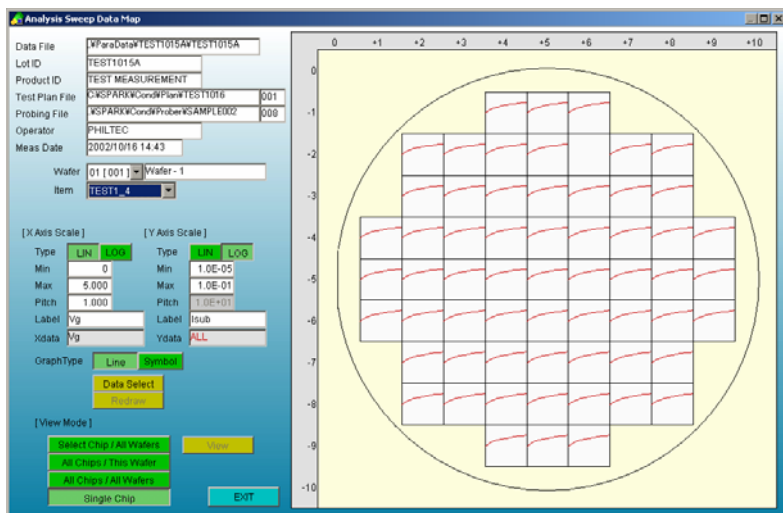 Analysis Sweep Data Map
Data File .¥ParaData¥TEST1015A¥TEST1015A
Lot ID TEST1015A
Product ID TEST MEASUREMENT
Test Plan File C:¥SPARK¥Cond¥Plan¥TEST1016 001
Probing File .¥SPARK¥Cond¥Prober¥SAMPLE002 000
Operator PHILTEC
Meas Date 2002/10/16 14:43
Wafer 01 [ 001 ] Wafer - 1
Item TEST1_4
[X Axis Scale ] [Y Axis Scale ]
Type LIN LOG Type LIN LOG
Min 0 Min 1.0E-05
Max 5.000 Max 1.0E-01
Pitch 1.000 Pitch 1.0E+01
Label Vg Label Isub
Xdata Vg Ydata ALL
GraphType Line Symbol
Data Select
Redraw
[View Mode ]
Select Chip / All Wafers View
All Chips / This Wafer
All Chips / All Wafers
Single Chip EXIT
0 +1 +2 +3 +4 +5 +6 +7 +8 +9 +10
0
-1
-2
-3
-4
-5
-6
-7
-8
-9
-10